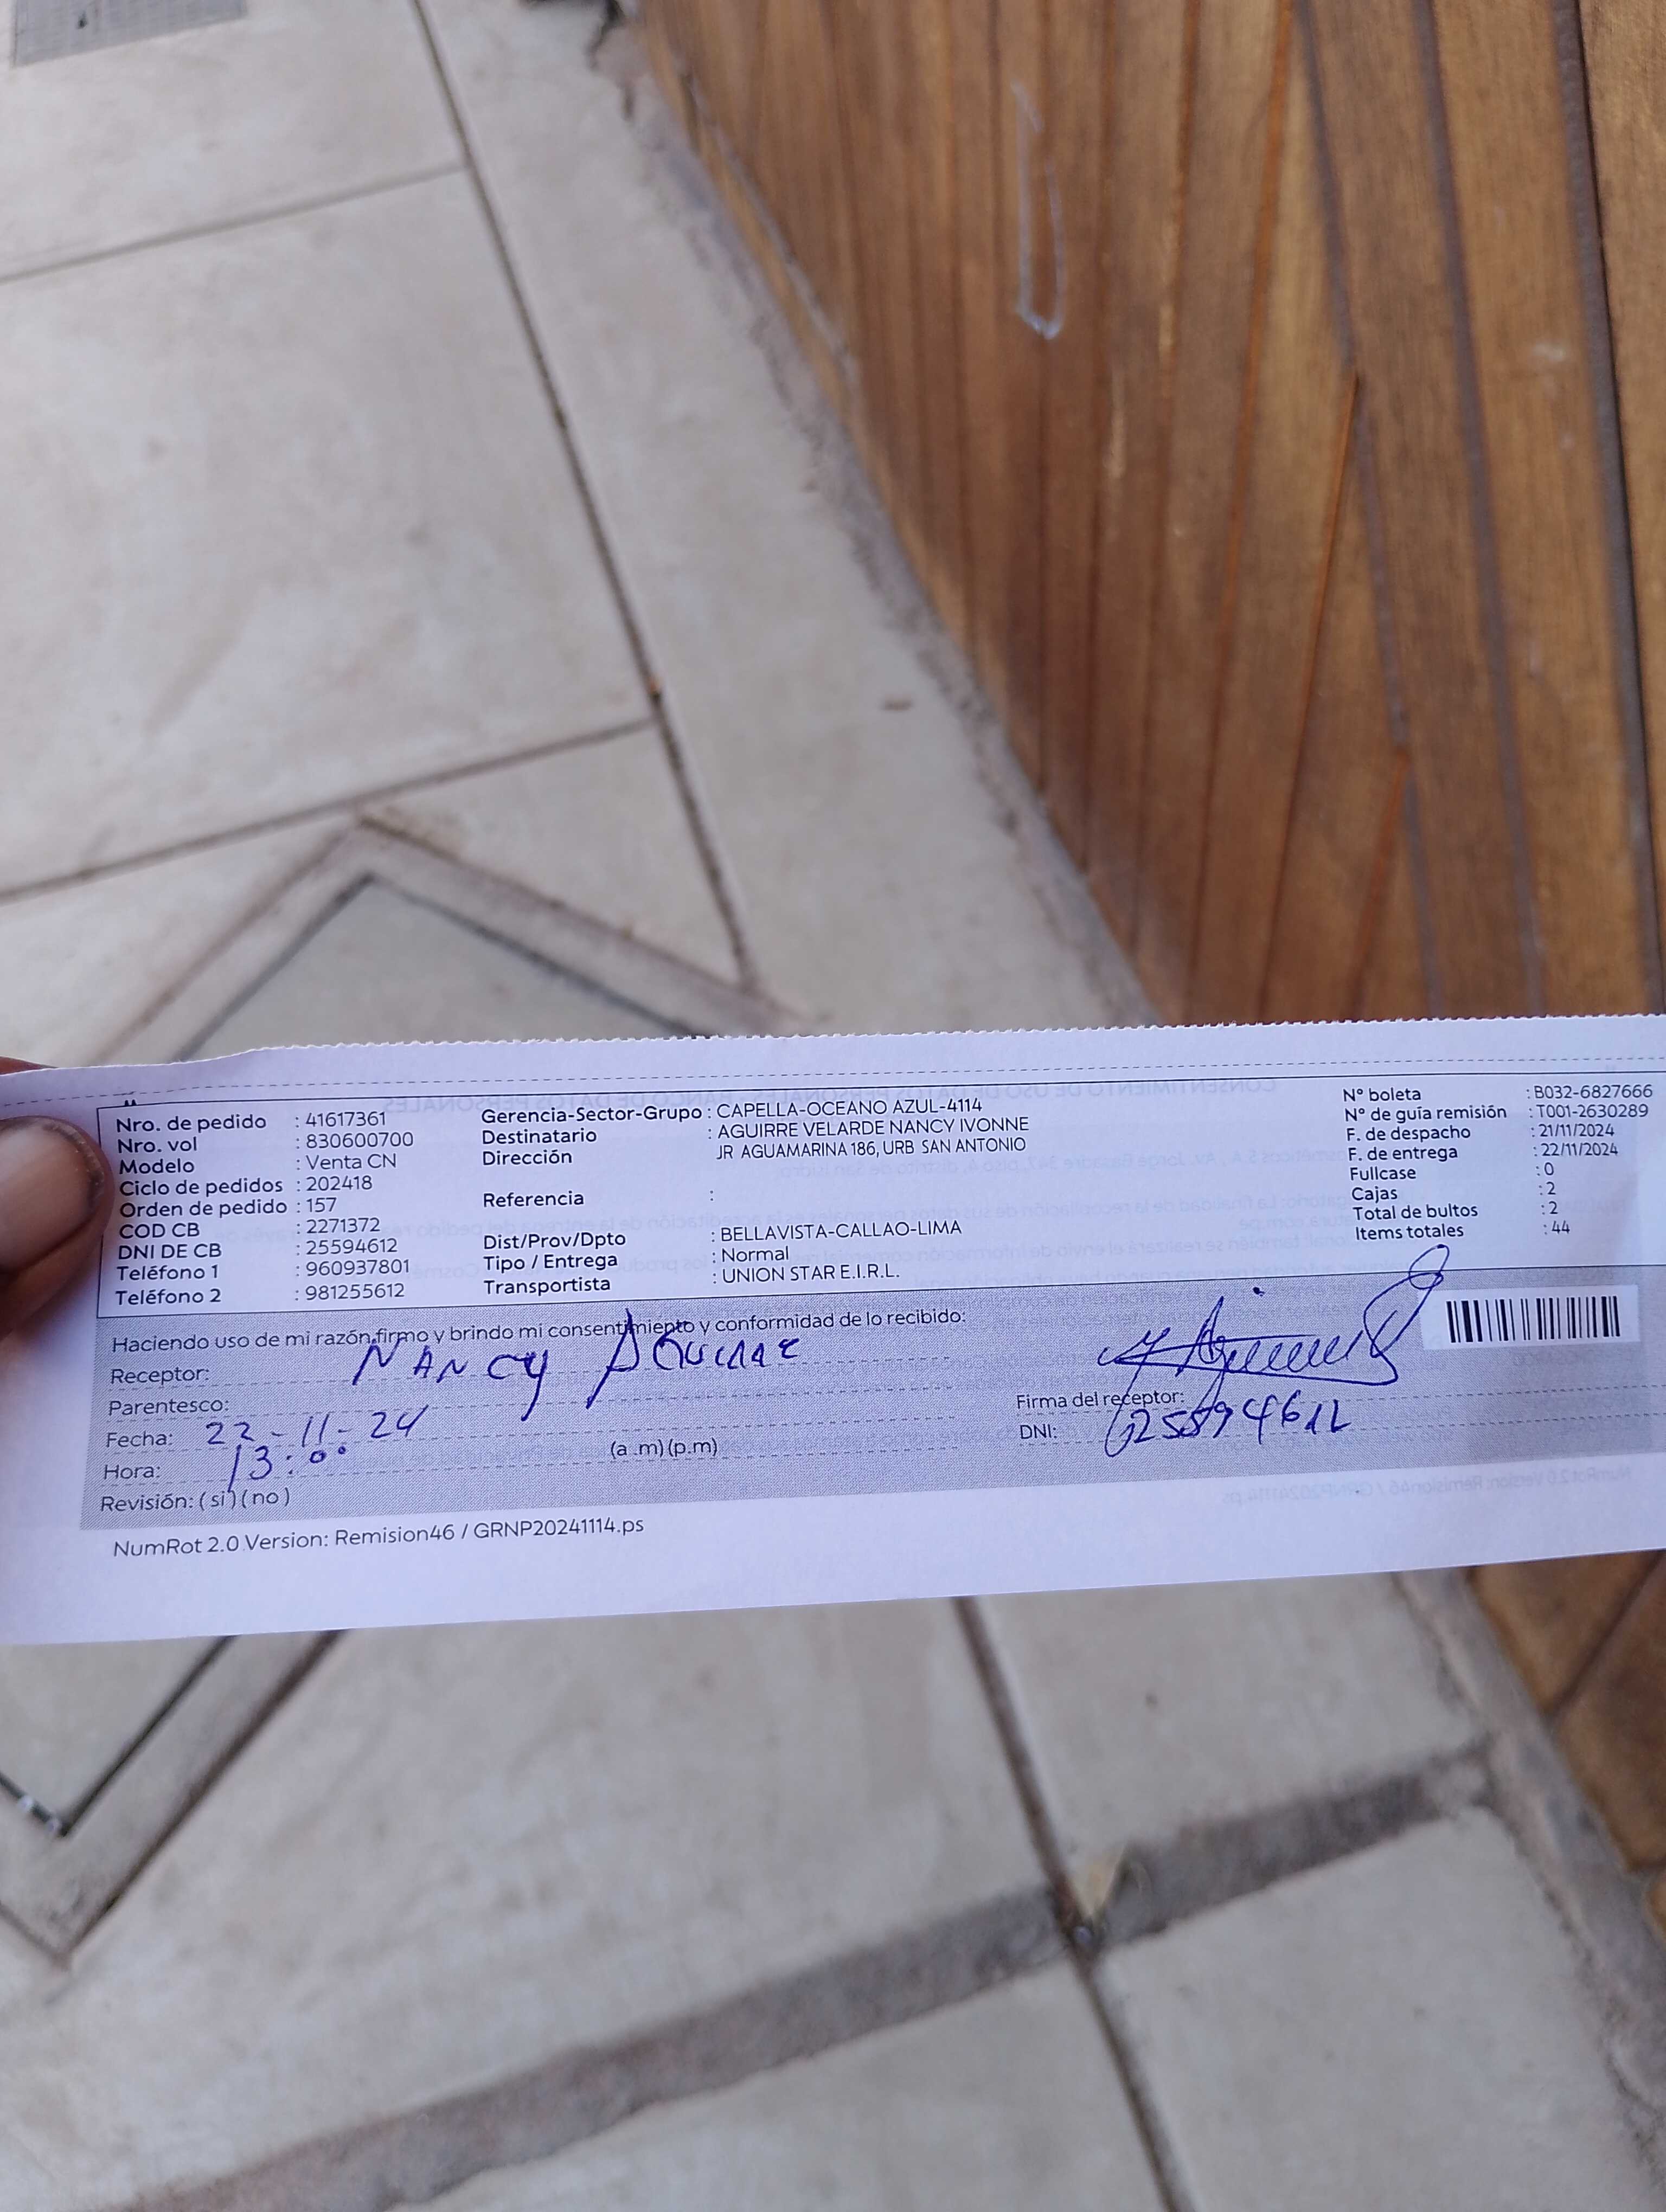 Nro. de pedido : 41617361
Nro. vol : 830600700
Modelo : Venta CN
Ciclo de pedidos : 202418
Orden de pedido : 157
COD CB : 2271372
DNI DE CB : 25594612
Teléfono 1 : 960937801
Teléfono 2 : 981255612
Gerencia-Sector-Grupo : CAPELLA-OCEANO AZUL-4114
Destinatario : AGUIRRE VELARDE NANCY IVONNE
Dirección JR AGUAMARINA 186, URB SAN ANTONIO
Referencia :
Dist/Prov/Dpto : BELLAVISTA-CALLAO-LIMA
Tipo / Entrega : Normal
Transportista : UNION STAR E.I.R.L.
N° boleta : B032-6827666
N° de guía remisión : T001-2630289
F. de despacho : 21/11/2024
F. de entrega : 22/11/2024
Fullcase : 0
Cajas : 2
Total de bultos : 2
Items totales : 44
Haciendo uso de mi razón,firmo y brindo mi consentimiento y conformidad de lo recibido:
Receptor: NANCY AGUIRRE
Parentesco:
Fecha: 22-11-24
Hora: 13:00 (a .m) (p.m)
Revisión: ( si ) ( no )
Firma del receptor:
DNI: 25594612
NumRot 2.0 Version: Remision46 / GRNP20241114.ps